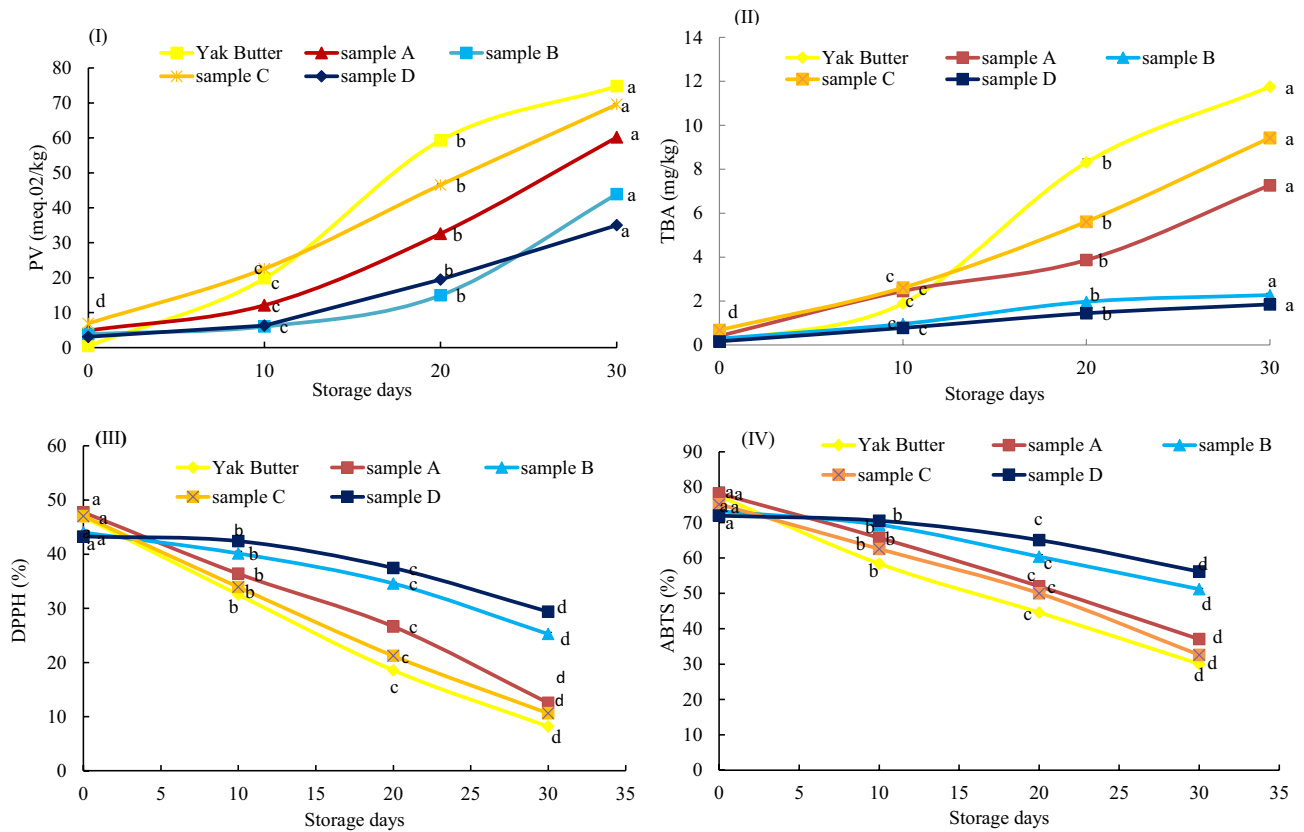 (I)
Yak Butter sample A sample B
sample C sample D
PV (meq.02/kg)
80
70
60
50
40
30
20
10
0
d
c
c
c
c
b
b
b
b
b
a
a
a
a
a
0 10 20 30
Storage days
(II)
Yak Butter sample A sample B
sample C sample D
TBA (mg/kg)
14
12
10
8
6
4
2
0
d
c
c
c
c
c
b
b
b
b
b
a
a
a
a
a
0 10 20 30
Storage days
(III)
Yak Butter sample A sample B
sample C sample D
DPPH (%)
60
50
40
30
20
10
0
a
a
a
a
a
b
b
b
b
b
c
c
c
c
c
d
d
d
d
d
0 5 10 15 20 25 30 35
Storage days
(IV)
Yak Butter sample A sample B
sample C sample D
ABTS (%)
90
80
70
60
50
40
30
20
10
0
a
a
a
a
a
b
b
b
b
b
c
c
c
c
c
d
d
d
d
d
0 5 10 15 20 25 30 35
Storage days